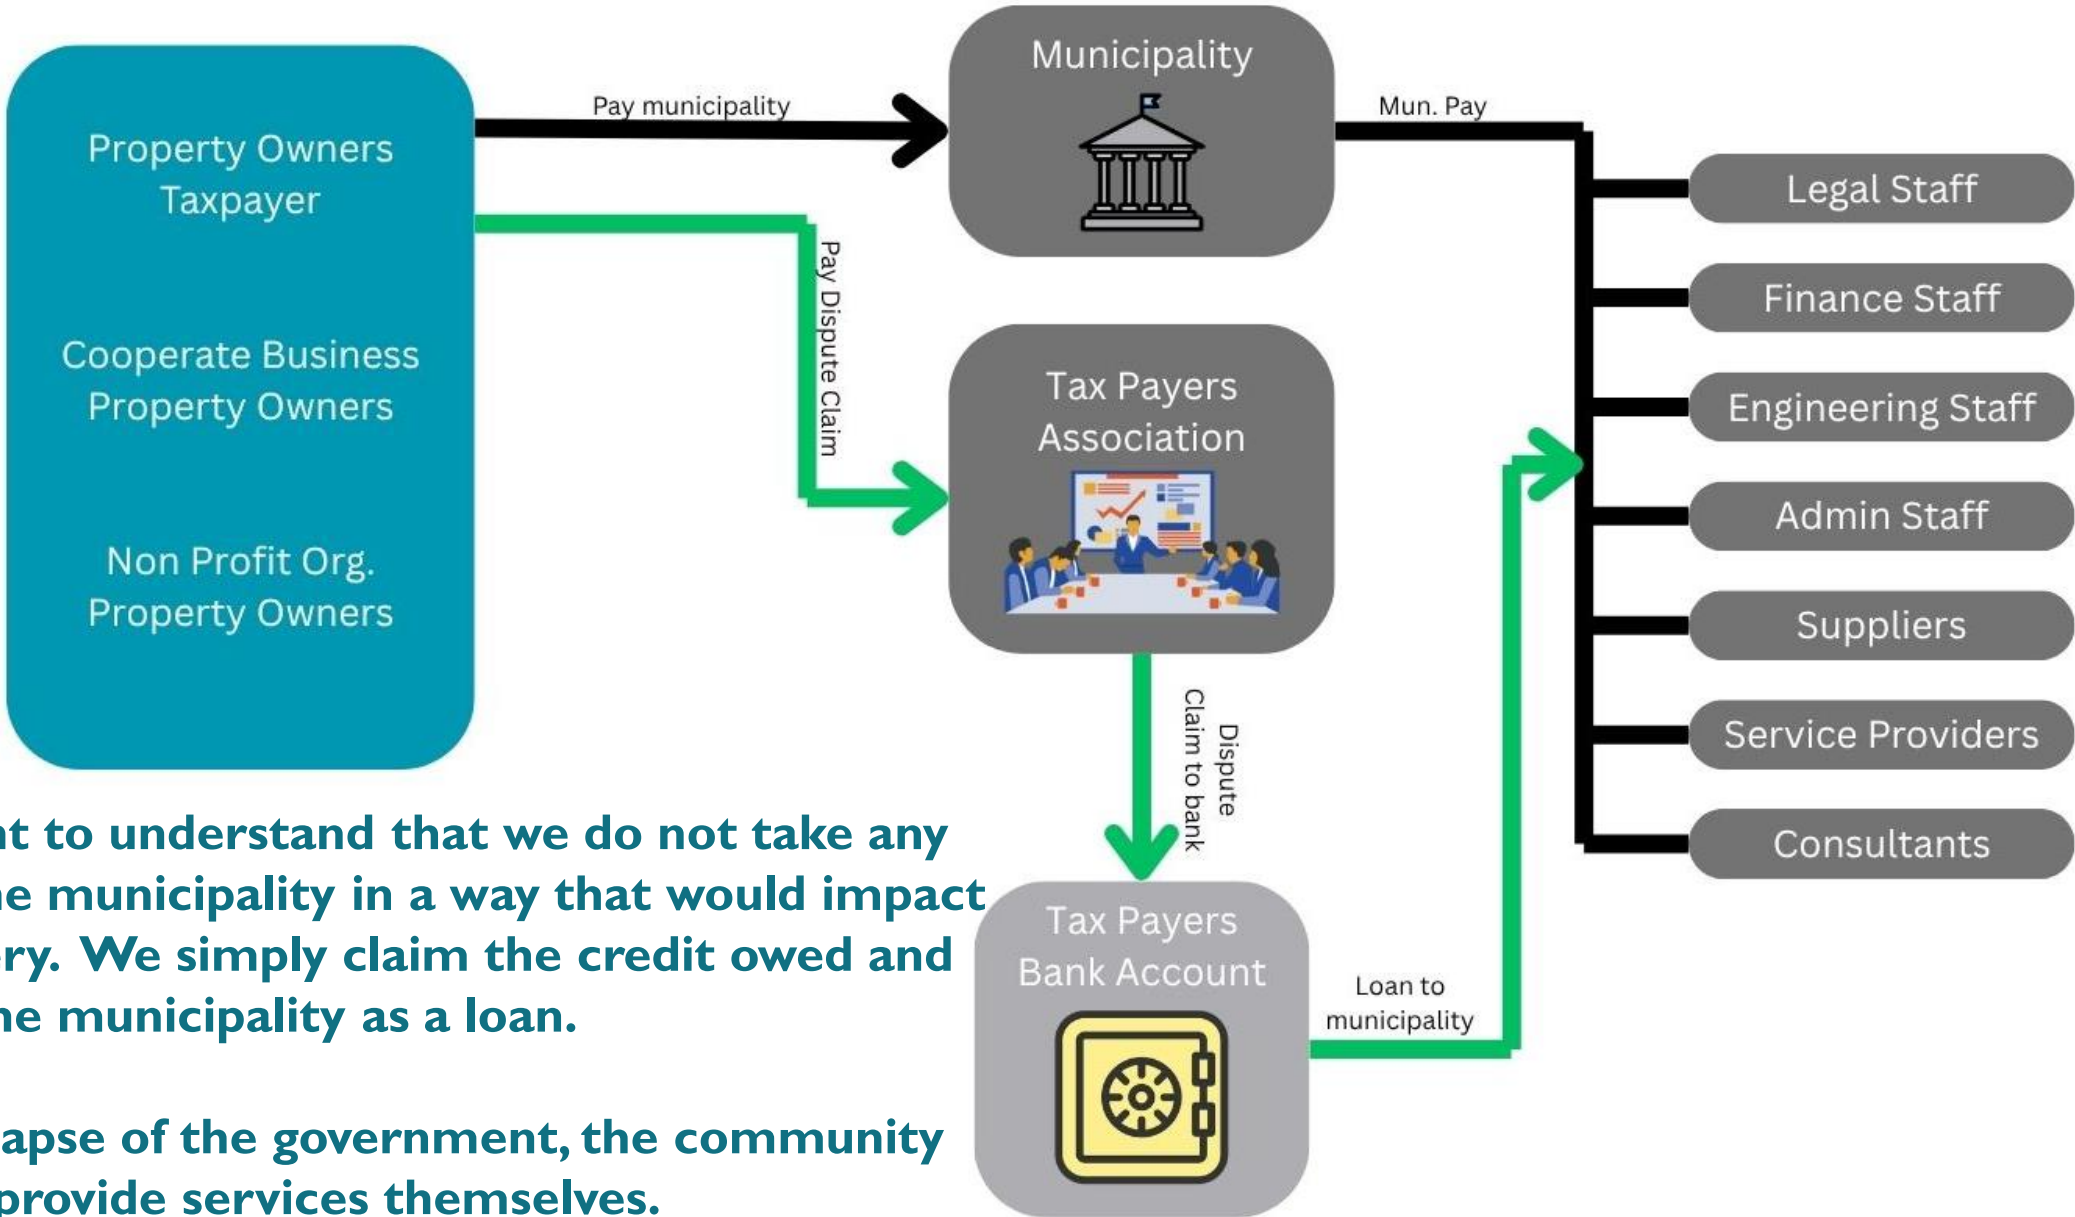 Property Owners
Taxpayer
Cooperate Business
Property Owners
Non Profit Org.
Property Owners
Pay municipality
Municipality
Mun. Pay
Pay Dispute Claim
Tax Payers
Association
Dispute
Claim to bank
Tax Payers
Bank Account
Loan to
municipality
Legal Staff
Finance Staff
Engineering Staff
Admin Staff
Suppliers
Service Providers
Consultants
to understand that we do not take any
municipality in a way that would impact
We simply claim the credit owed and
municipality as a loan.
of the government, the community
provide services themselves.